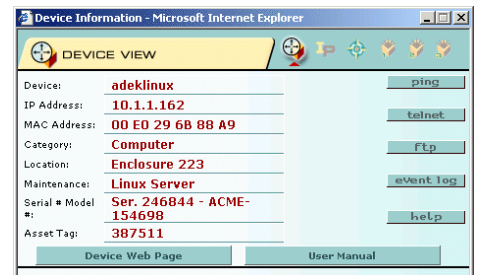 Device Information - Microsoft Internet Explorer
DEVICE VIEW
Ip
Device: adeklinux
IP Address: 10.1.1.162
MAC Address: 00 E0 29 6B 88 A9
Category: Computer
Location: Enclosure 223
Maintenance: Linux Server
Serial # Model #: Ser. 246844 - ACME-
154698
Asset Tag: 387511
ping
telnet
ftp
event log
help
Device Web Page
User Manual